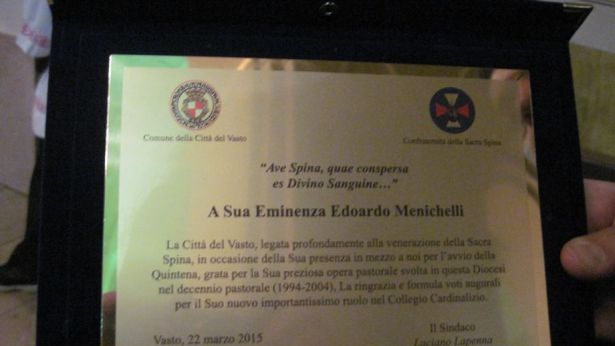 Comune della Città del Vasto
Confraternita della Sacra Spina
“Ave Spina, quae conspersa
es Divino Sanguine…”
A Sua Eminenza Edoardo Menichelli
La Città del Vasto, legata profondamente alla venerazione della Sacra
Spina, in occasione della Sua presenza in mezzo a noi per l'avvio della
Quintena, grata per la Sua preziosa opera pastorale svolta in questa Diocesi
nel decennio pastorale (1994-2004), La ringrazia e formula voti augurali
per il Suo nuovo importantissimo ruolo nel Collegio Cardinalizio.
Vasto, 22 marzo 2015
Il Sindaco
Luciano Lapenna